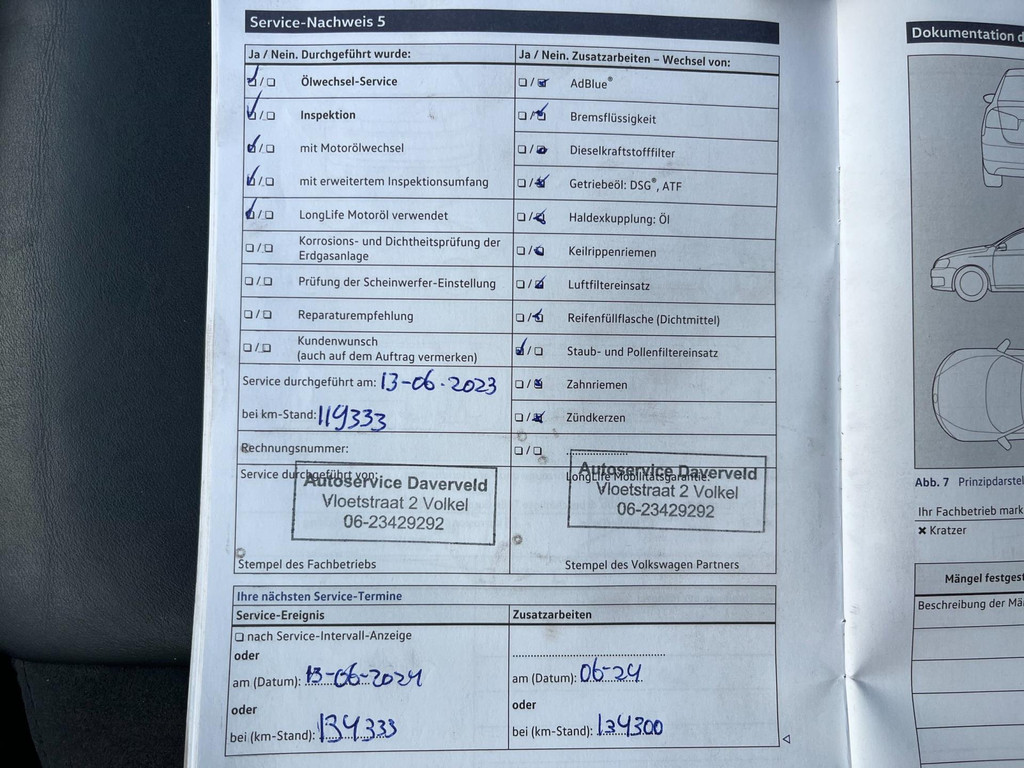 Service-Nachweis 5
Ja / Nein. Durchgeführt wurde:
Ölwechsel-Service
Inspektion
mit Motorölwechsel
mit erweitertem Inspektionsumfang
LongLife Motoröl verwendet
Korrosions- und Dichtheitsprüfung der
Erdgasanlage
Prüfung der Scheinwerfer-Einstellung
Reparaturempfehlung
Kundenwunsch
(auch auf dem Auftrag vermerken)
Service durchgeführt am: 13-06-2023
bei km-Stand: 119333
Rechnungsnummer:
Service durchgeführt von:
Autoservice Daverveld
Vloetstraat 2 Volkel
06-23429292
Stempel des Fachbetriebs
Ja / Nein. Zusatzarbeiten – Wechsel von:
AdBlue®
Bremsflüssigkeit
Dieselkraftstofffilter
Getriebeöl: DSG®, ATF
Haldexkupplung: Öl
Keilrippenriemen
Luftfiltereinsatz
Reifenfüllflasche (Dichtmittel)
Staub- und Pollenfiltereinsatz
Zahnriemen
Zündkerzen
LongLife Mobilitätsgarantie:
Autoservice Daverveld
Vloetstraat 2 Volkel
06-23429292
Stempel des Volkswagen Partners
Ihre nächsten Service-Termine
Service-Ereignis
nach Service-Intervall-Anzeige
oder
am (Datum): 13-06-2024
oder
bei (km-Stand): 134333
Zusatzarbeiten
am (Datum): 06-24
oder
bei (km-Stand): 134300
Dokumentation d
Abb. 7 Prinzipdarstel
Ihr Fachbetrieb mark
✖ Kratzer
Mängel festgest
Beschreibung der Mä